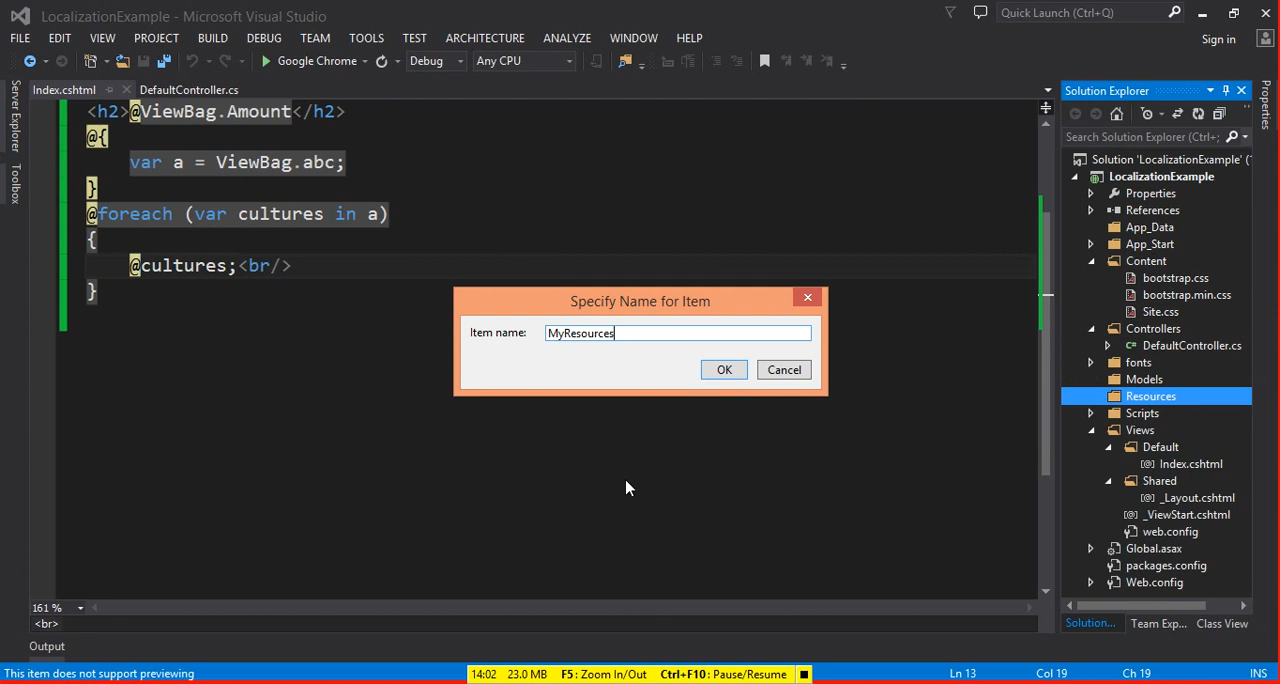 LocalizationExample - Microsoft Visual Studio
Quick Launch (Ctrl+Q)
FILE EDIT VIEW PROJECT BUILD DEBUG TEAM TOOLS TEST ARCHITECTURE ANALYZE WINDOW HELP
Sign in
Google Chrome Debug Any CPU
Server Explorer
Toolbox
Index.cshtml DefaultController.cs
<h2>@ViewBag.Amount</h2>
@{
var a = ViewBag.abc;
}
@foreach (var cultures in a)
{
@cultures;<br/>
}
Specify Name for Item
Item name: MyResources
OK Cancel
161 %
<br>
Output
Solution Explorer
Search Solution Explorer (Ctrl+;
Solution 'LocalizationExample' (1
LocalizationExample
Properties
References
App_Data
App_Start
Content
bootstrap.css
bootstrap.min.css
Site.css
Controllers
C# DefaultController.cs
fonts
Models
Resources
Scripts
Views
Default
[@] Index.cshtml
Shared
[@] _Layout.cshtml
[@] _ViewStart.cshtml
web.config
Global.asax
packages.config
Web.config
Solution... Team Exp... Class View
Properties
This item does not support previewing
14:02 23.0 MB F5: Zoom In/Out Ctrl+F10: Pause/Resume
Ln 13 Col 19 Ch 19 INS